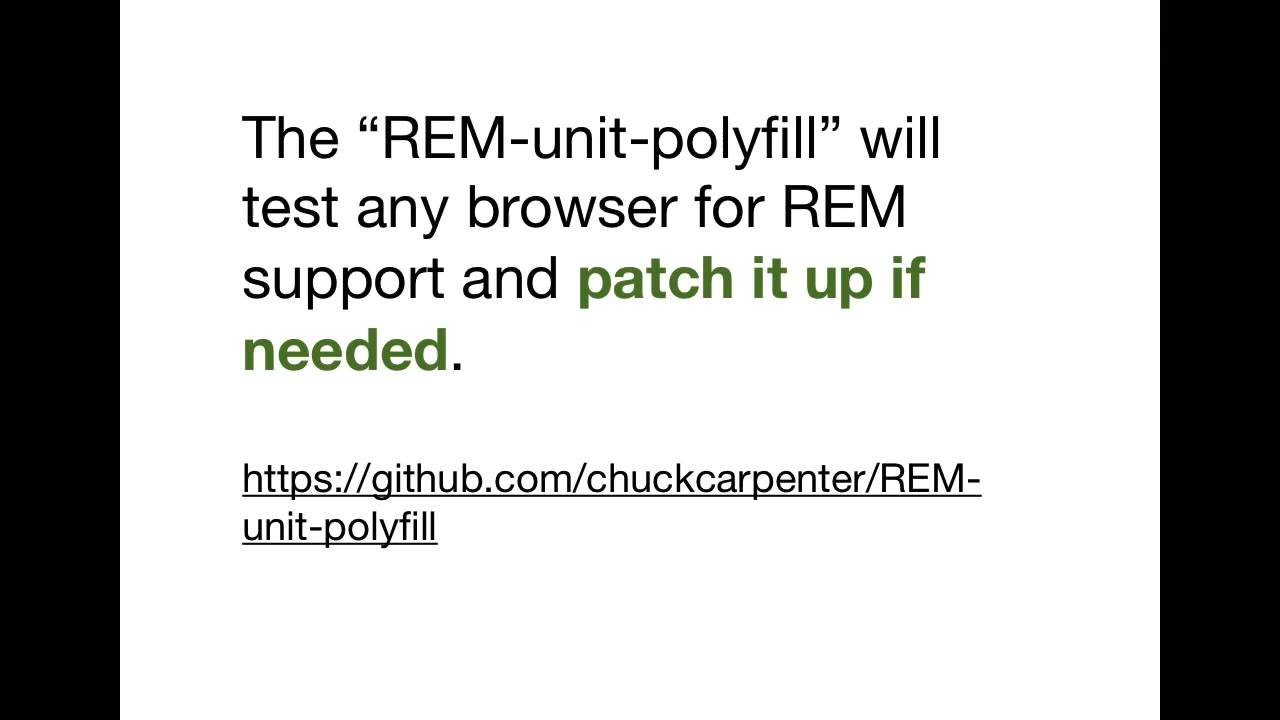 The “REM-unit-polyfill” will
test any browser for REM
support and patch it up if
needed.
https://github.com/chuckcarpenter/REM-
unit-polyfill